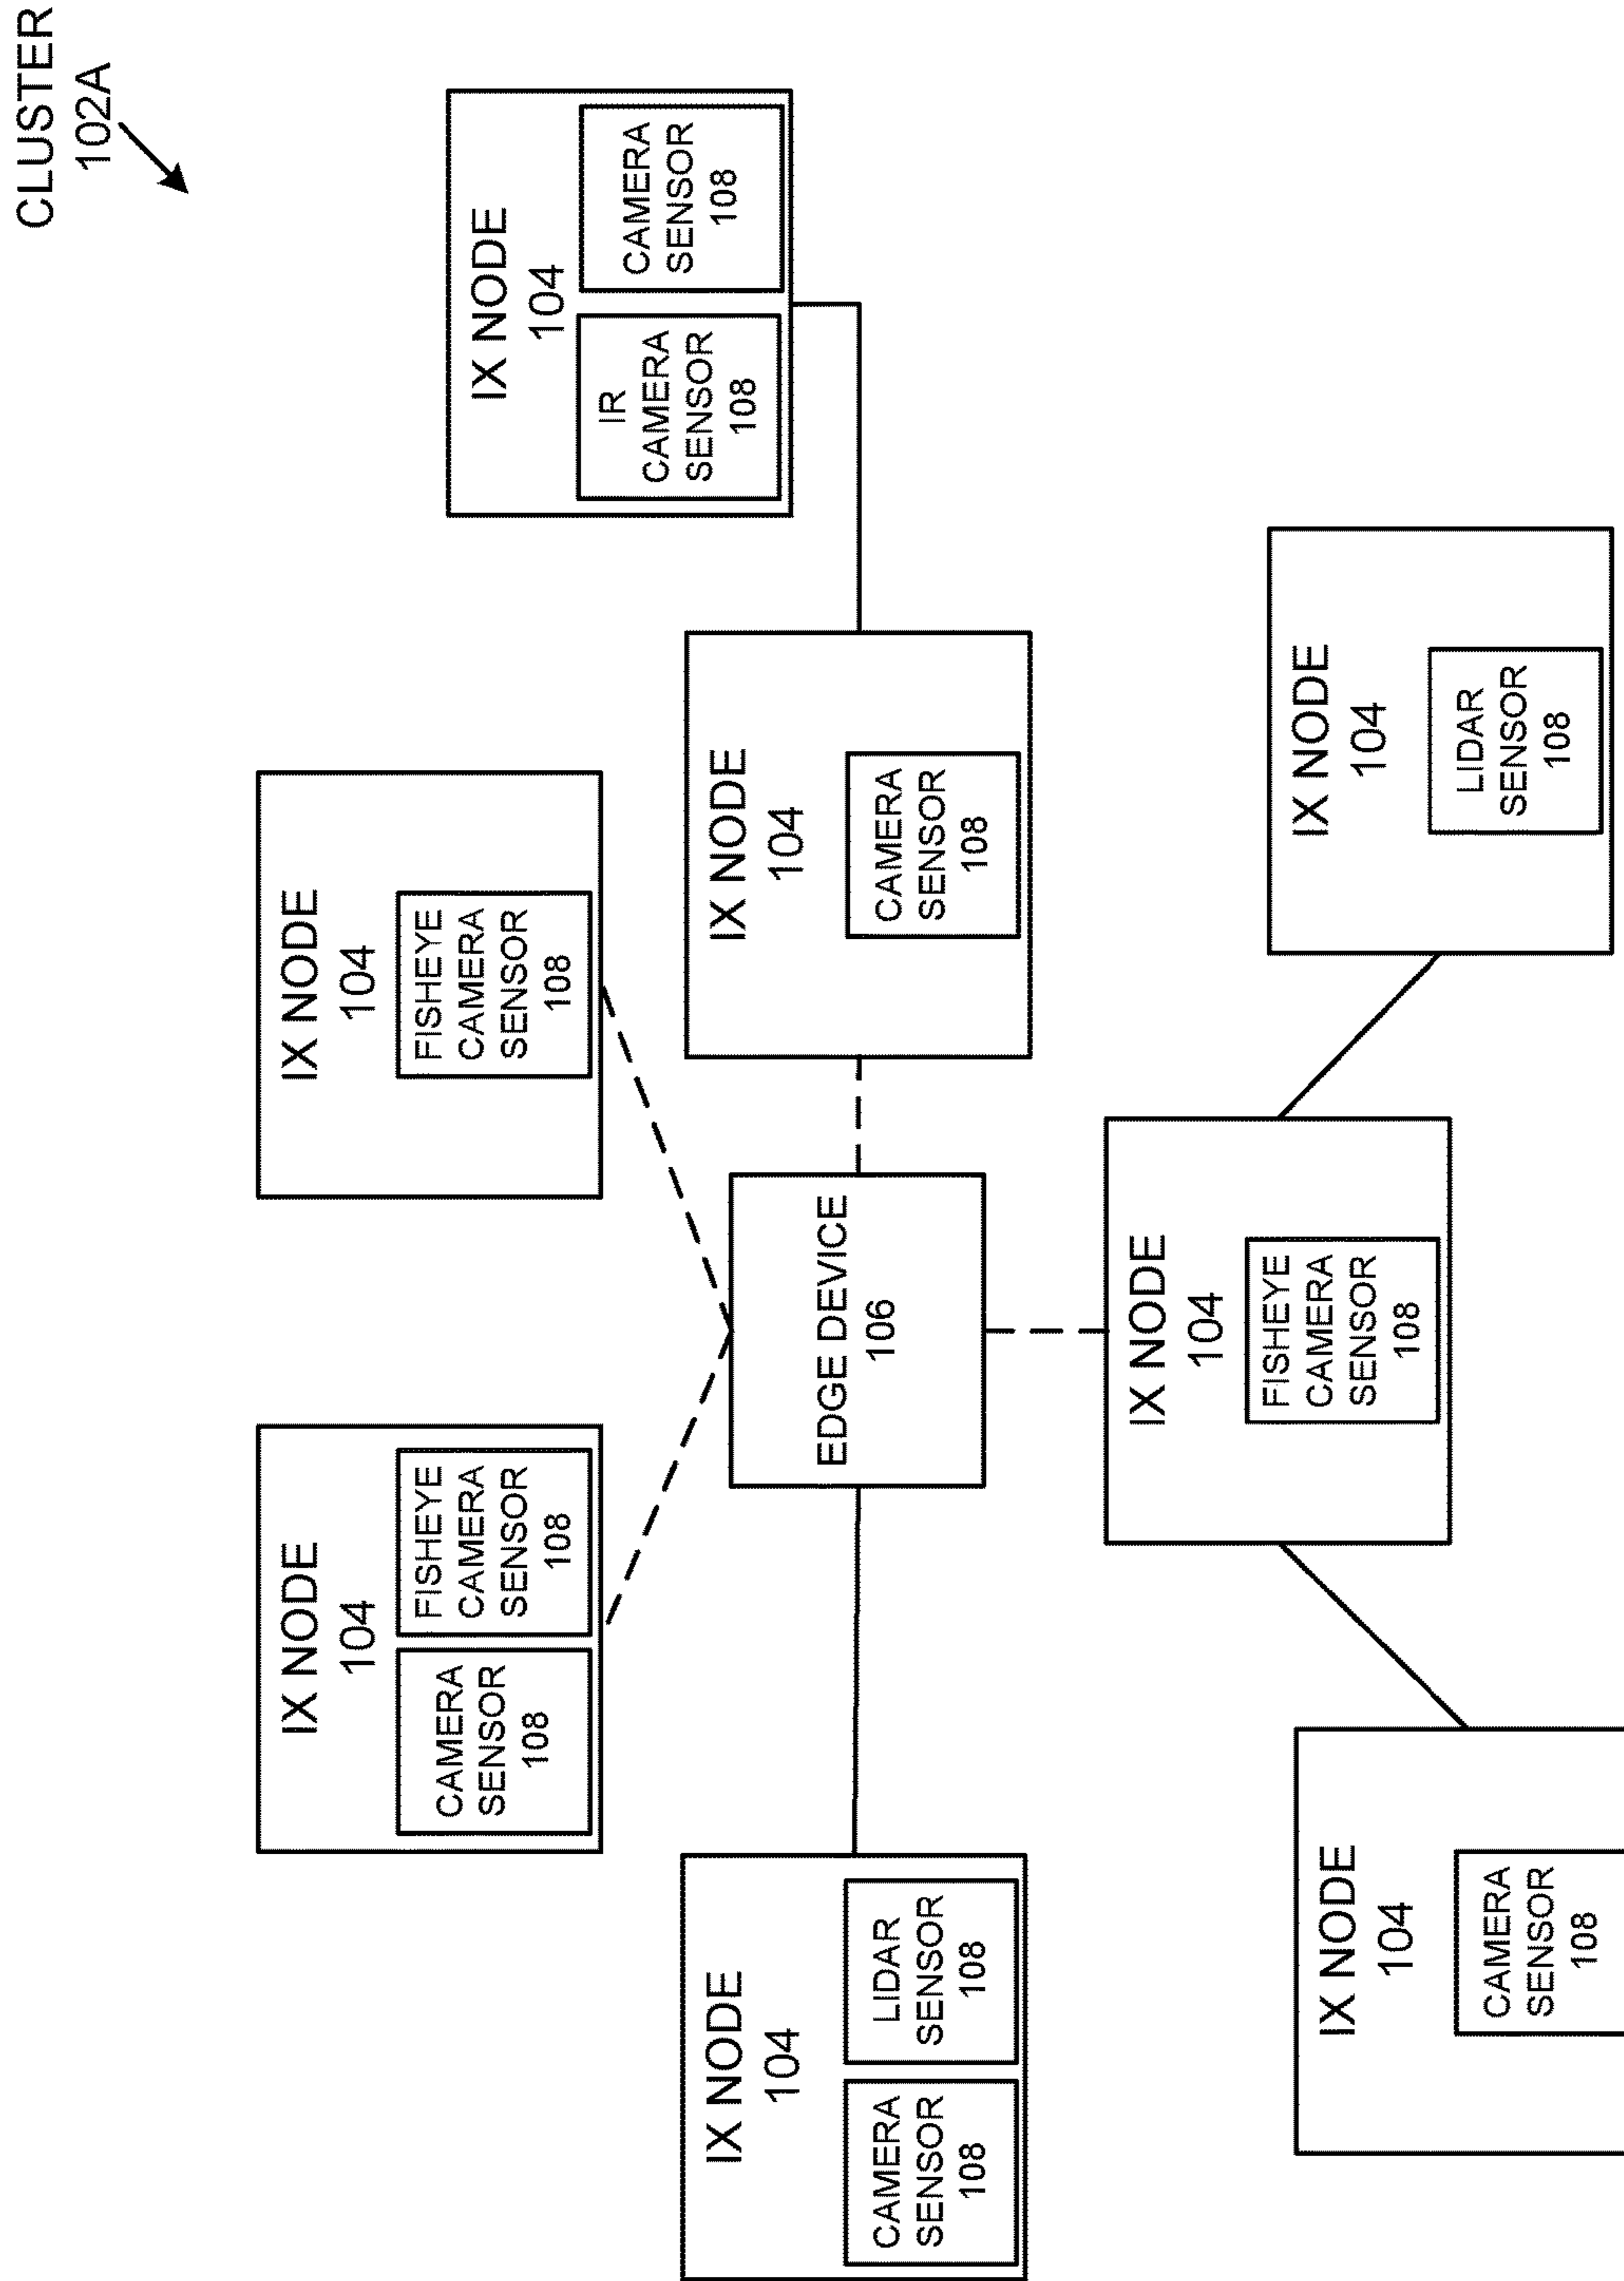 CLUSTER
102A
IX NODE
104
CAMERA
SENSOR
108
FISHEYE
CAMERA
SENSOR
108
IX NODE
104
FISHEYE
CAMERA
SENSOR
108
IX NODE
104
IR
CAMERA
SENSOR
108
CAMERA
SENSOR
108
IX NODE
104
CAMERA
SENSOR
108
LIDAR
SENSOR
108
EDGE DEVICE
106
IX NODE
104
CAMERA
SENSOR
108
IX NODE
104
FISHEYE
CAMERA
SENSOR
108
IX NODE
104
CAMERA
SENSOR
108
IX NODE
104
LIDAR
SENSOR
108